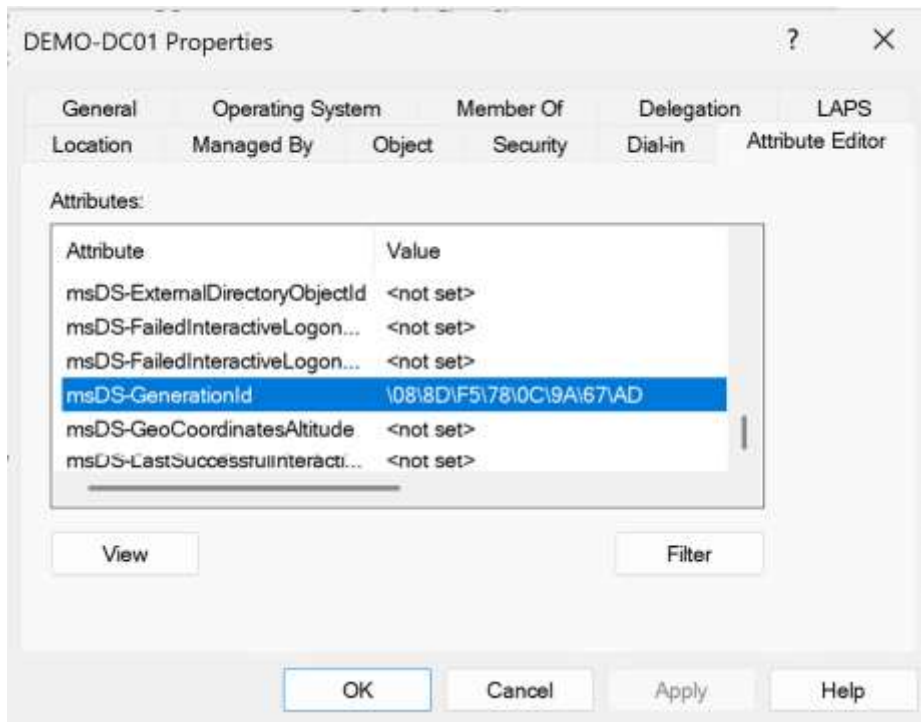 DEMO-DC01 Properties ? ✕
General Operating System Member Of Delegation LAPS
Location Managed By Object Security Dial-in Attribute Editor
Attributes:
Attribute Value
msDS-ExternalDirectoryObjectId <not set>
msDS-FailedInteractiveLogon... <not set>
msDS-FailedInteractiveLogon... <not set>
msDS-GenerationId \08\8D\F5\78\0C\9A\67\AD
msDS-GeoCoordinatesAltitude <not set>
msDS-LastSuccessfulInteracti... <not set>
View Filter
OK Cancel Apply Help